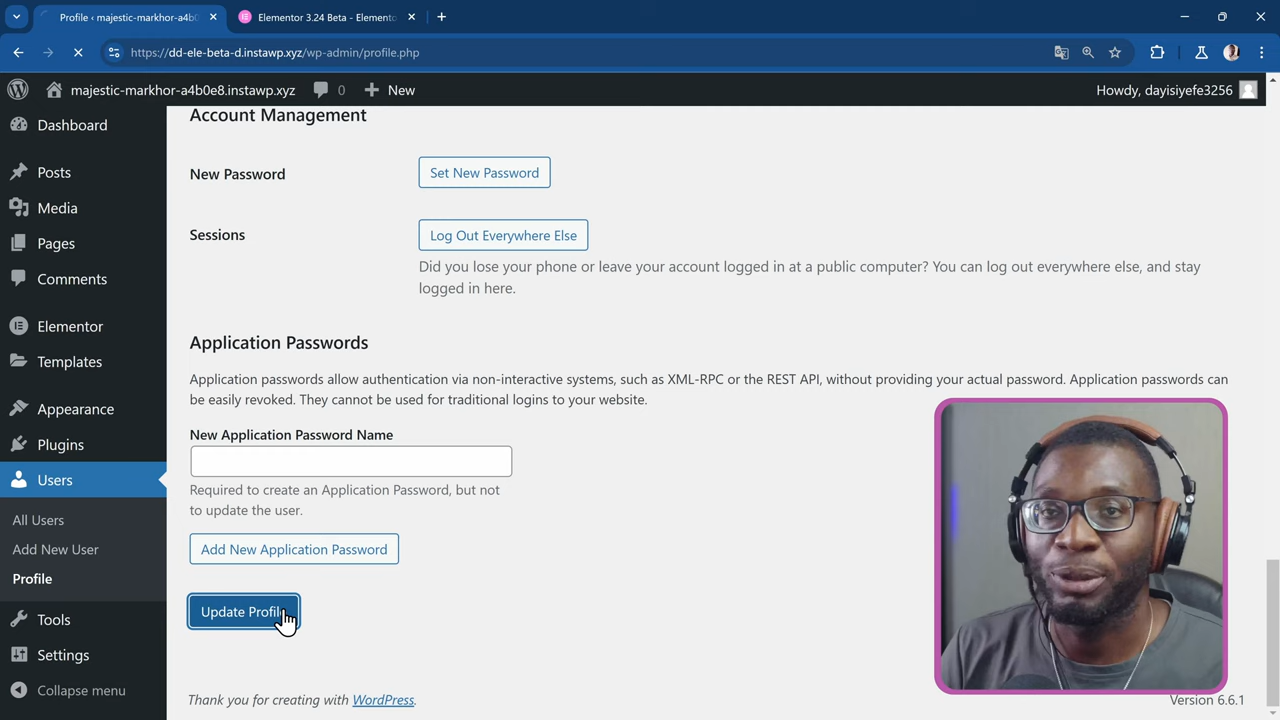 Profile ‹ majestic-markhor-a4b0
Elementor 3.24 Beta - Elemento
https://dd-ele-beta-d.instawp.xyz/wp-admin/profile.php
majestic-markhor-a4b0e8.instawp.xyz
0
New
Howdy, dayisiyefe3256
Dashboard
Posts
Media
Pages
Comments
Elementor
Templates
Appearance
Plugins
Users
All Users
Add New User
Profile
Tools
Settings
Collapse menu
Account Management
New Password
Set New Password
Sessions
Log Out Everywhere Else
Did you lose your phone or leave your account logged in at a public computer? You can log out everywhere else, and stay
logged in here.
Application Passwords
Application passwords allow authentication via non-interactive systems, such as XML-RPC or the REST API, without providing your actual password. Application passwords can
be easily revoked. They cannot be used for traditional logins to your website.
New Application Password Name
Required to create an Application Password, but not
to update the user.
Add New Application Password
Update Profile
Thank you for creating with WordPress.
Version 6.6.1